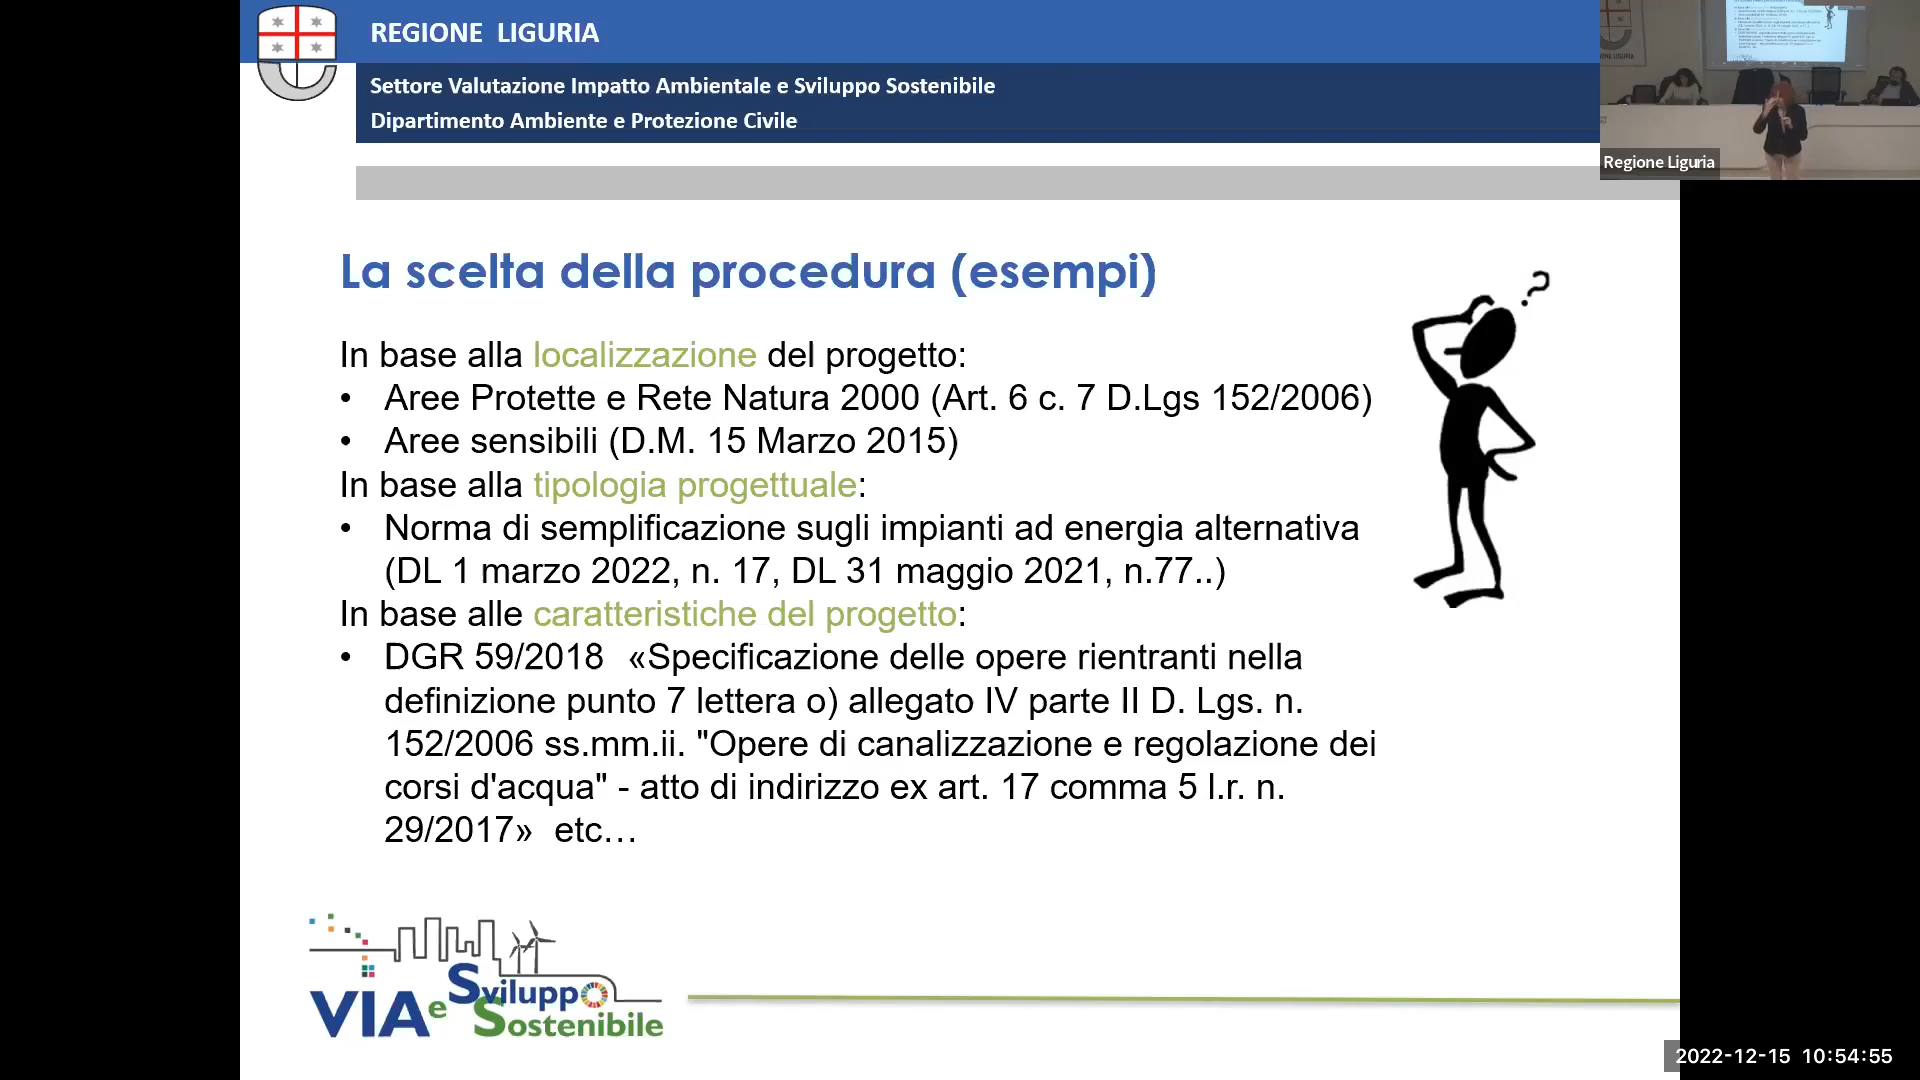 REGIONE LIGURIA
Settore Valutazione Impatto Ambientale e Sviluppo Sostenibile
Dipartimento Ambiente e Protezione Civile
Regione Liguria
La scelta della procedura (esempi)
?
In base alla localizzazione del progetto:
• Aree Protette e Rete Natura 2000 (Art. 6 c. 7 D.Lgs 152/2006)
• Aree sensibili (D.M. 15 Marzo 2015)
In base alla tipologia progettuale:
• Norma di semplificazione sugli impianti ad energia alternativa
(DL 1 marzo 2022, n. 17, DL 31 maggio 2021, n.77..)
In base alle caratteristiche del progetto:
• DGR 59/2018 «Specificazione delle opere rientranti nella
definizione punto 7 lettera o) allegato IV parte II D. Lgs. n.
152/2006 ss.mm.ii. "Opere di canalizzazione e regolazione dei
corsi d'acqua" - atto di indirizzo ex art. 17 comma 5 l.r. n.
29/2017» etc…
VIA e Sviluppo
Sostenibile
2022-12-15 10:54:55